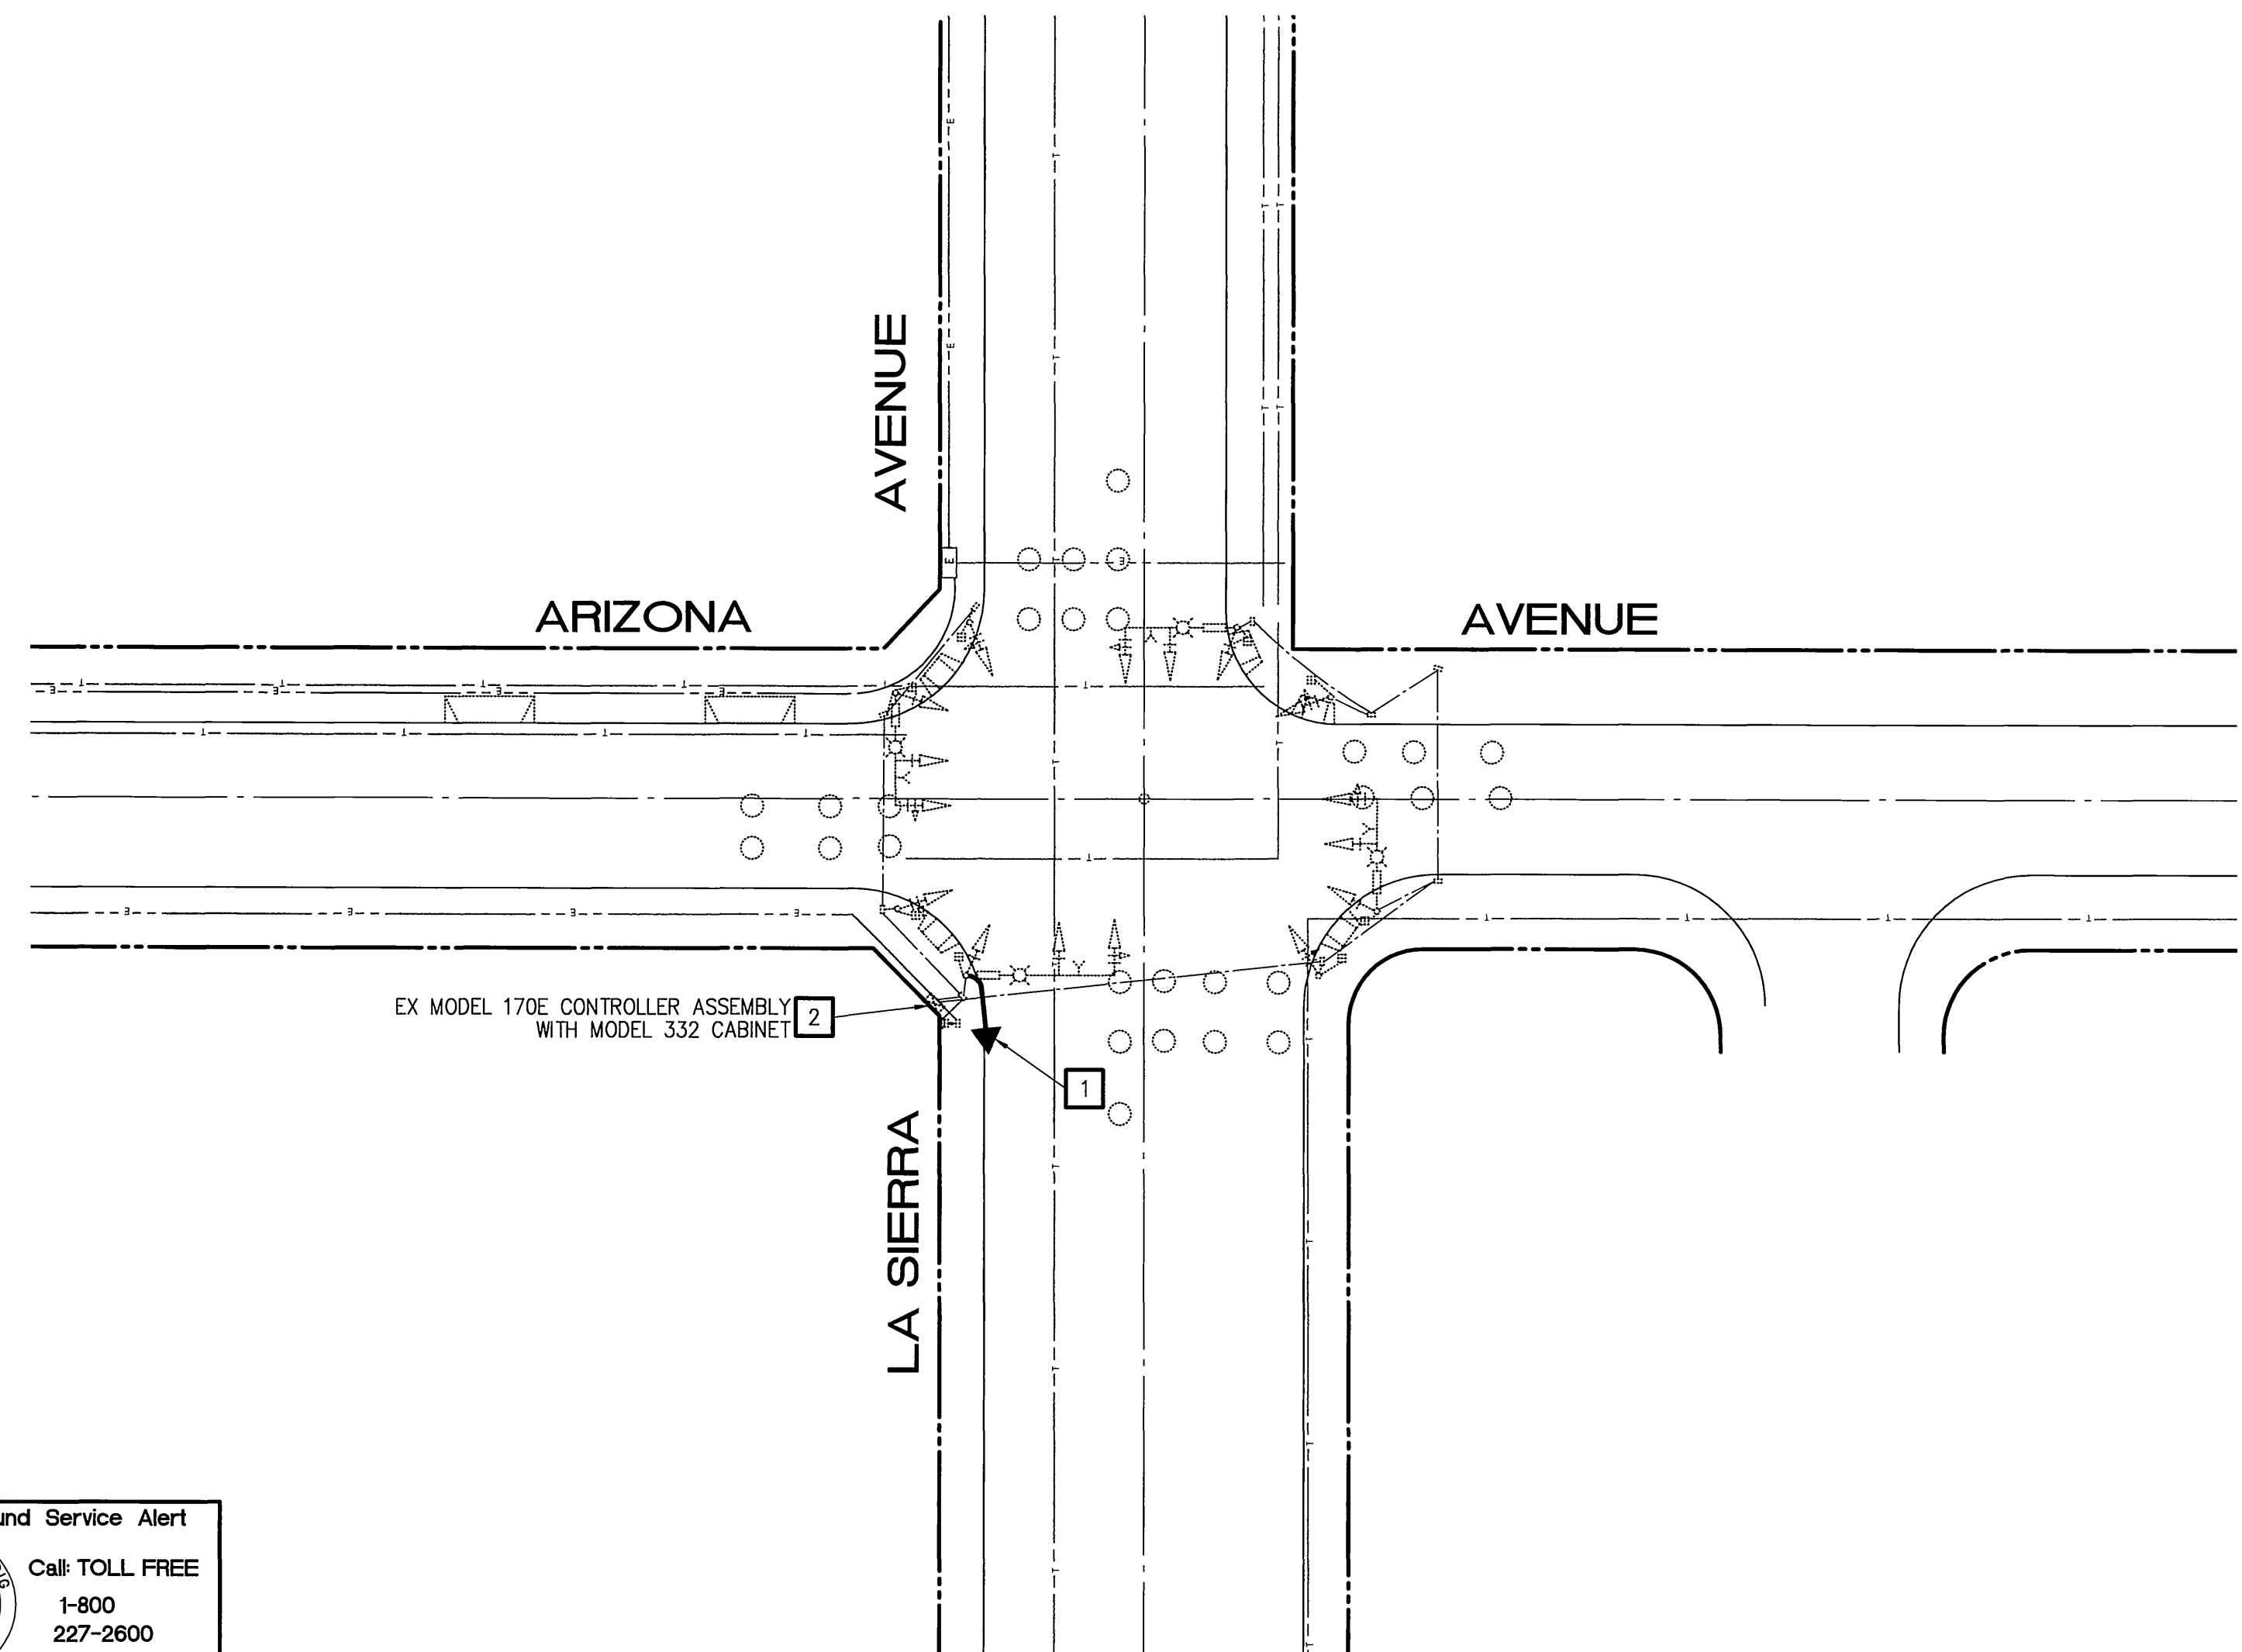 AVENUE
ARIZONA
AVENUE
EX MODEL 170E CONTROLLER ASSEMBLY
WITH MODEL 332 CABINET
2
1
LA SIERRA
Service Alert
Call: TOLL FREE
1-800
227-2600
E